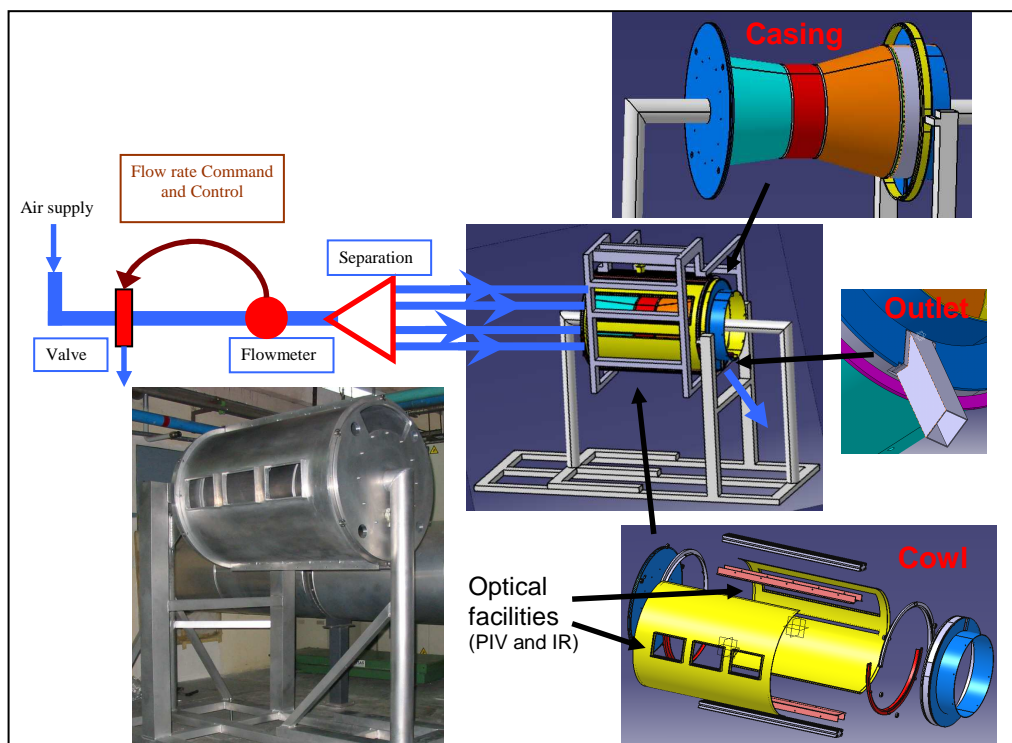 Casing
Flow rate Command
and Control
Air supply
Separation
Valve
Flowmeter
Outlet
Cowl
Optical
facilities
(PIV and IR)